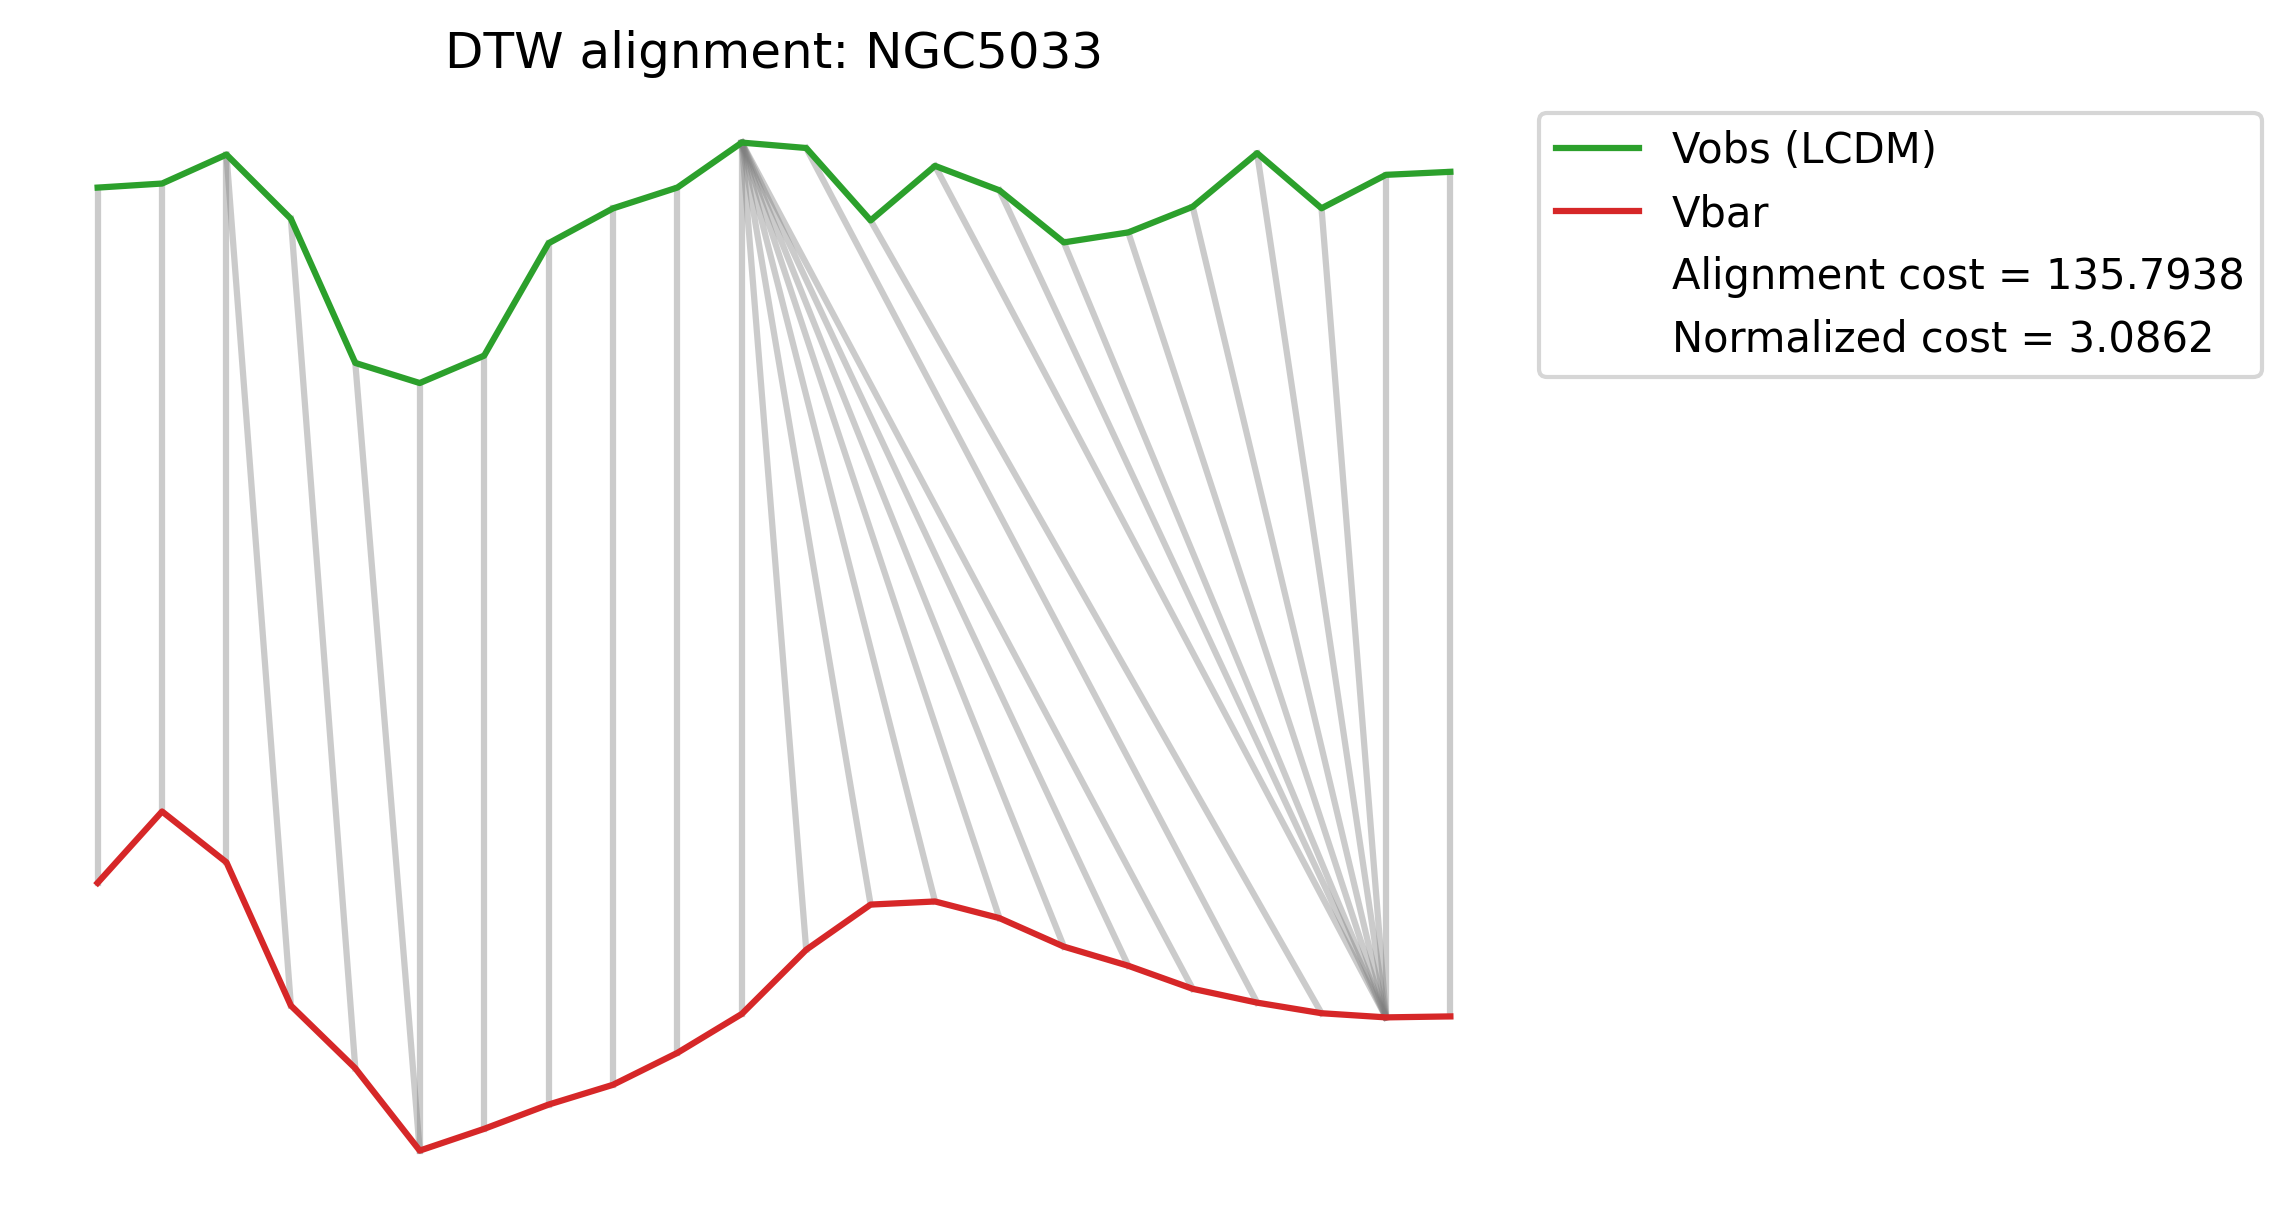 DTW alignment: NGC5033
Vobs (LCDM)
Vbar
Alignment cost = 135.7938
Normalized cost = 3.0862